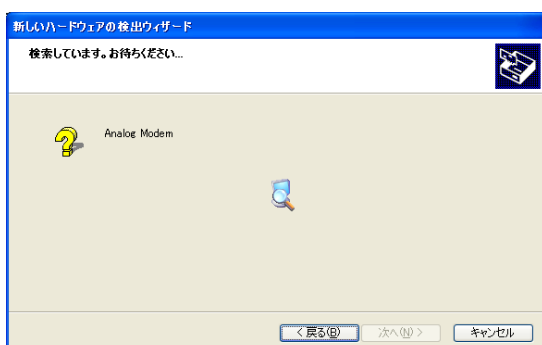 新しいハードウェアの検出ウィザード
検索しています。お待ちください...
Analog Modem
< 戻る(B)
次へ(N) >
キャンセル